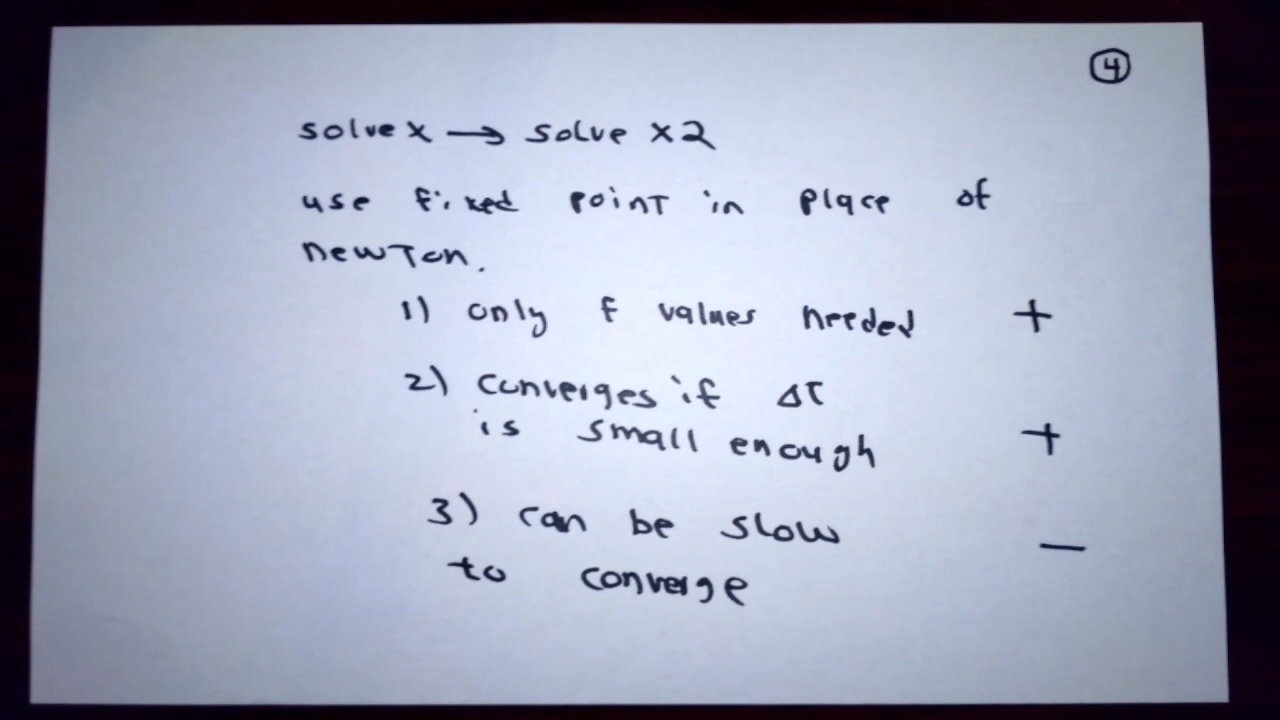 4
solve x → solve x2
use fixed point in place of
newton.
1) only f values needed +
2) converges if Δt
is small enough +
3) can be slow –
to converge